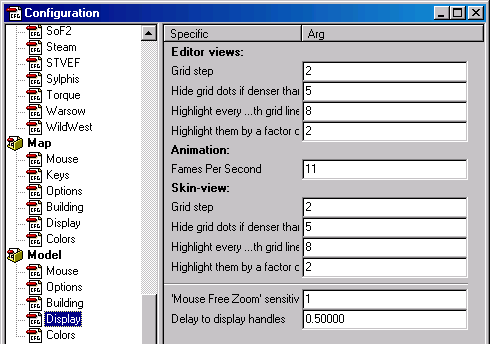 Configuration
SoF2
Steam
STVEF
Sylphis
Torque
Warsow
WildWest
Map
Mouse
Keys
Options
Building
Display
Colors
Model
Mouse
Options
Building
Display
Colors
Specific Arg
Editor views:
Grid step 2
Hide grid dots if denser than 5
Highlight every ...th grid line 8
Highlight them by a factor o 2
Animation:
Fames Per Second 11
Skin-view:
Grid step 2
Hide grid dots if denser than 5
Highlight every ...th grid line 8
Highlight them by a factor o 2
'Mouse Free Zoom' sensitiv 1
Delay to display handles 0.50000